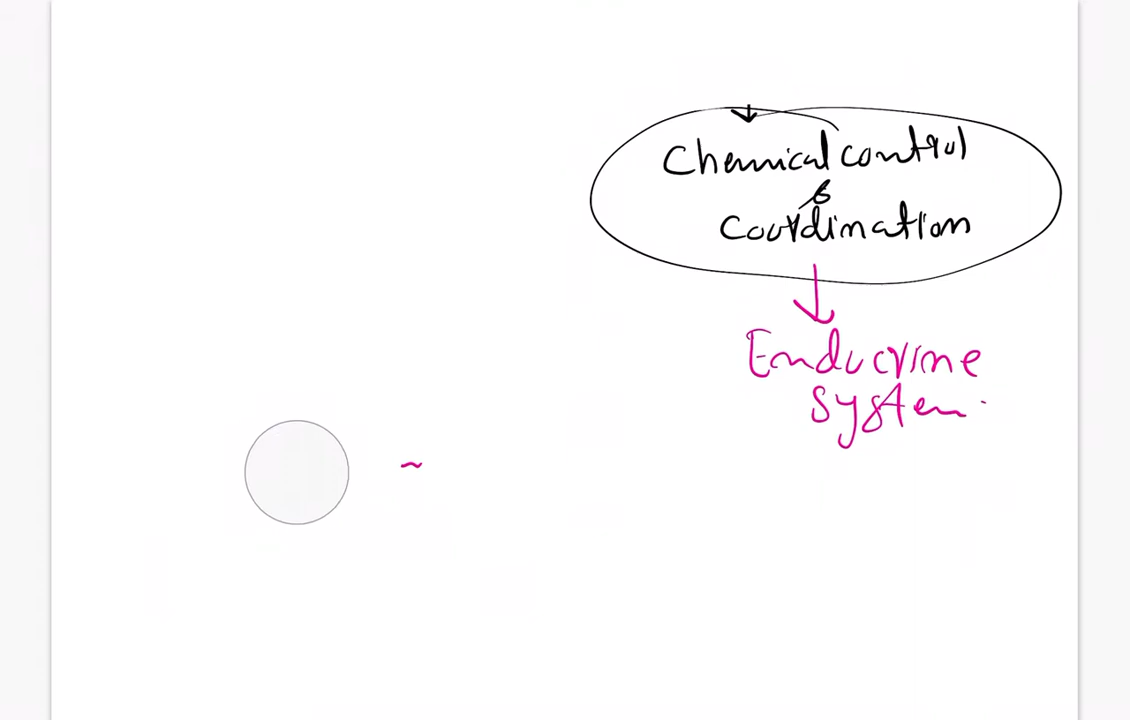 Chemical control
&
Coordination
Endocrine
System.